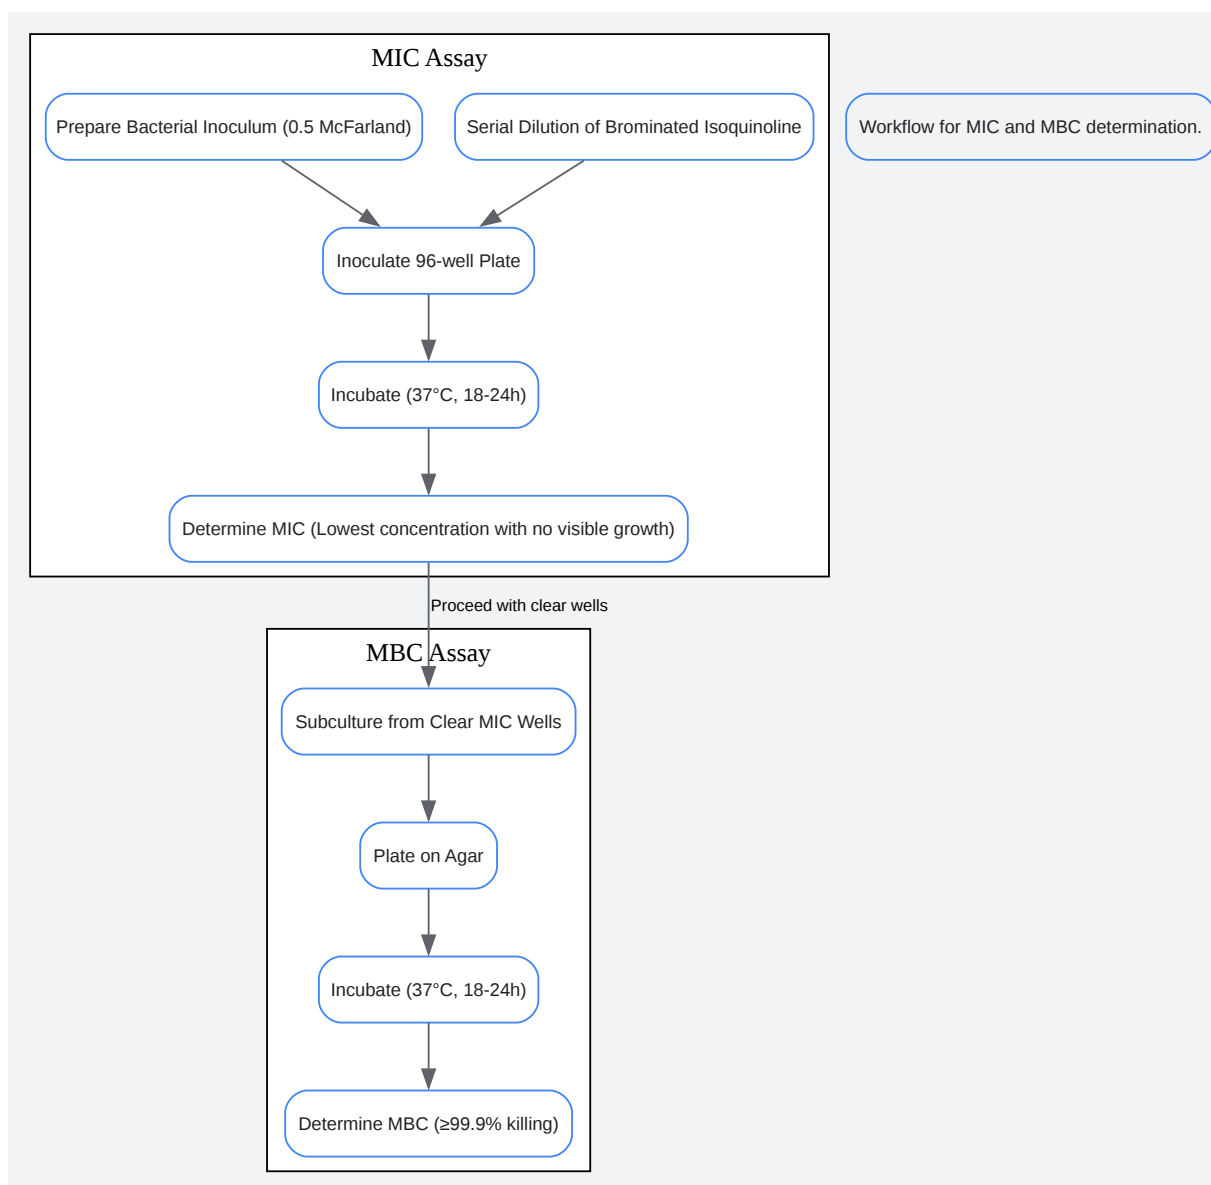 MIC Assay
Prepare Bacterial Inoculum (0.5 McFarland)
Serial Dilution of Brominated Isoquinoline
Workflow for MIC and MBC determination.
Inoculate 96-well Plate
Incubate (37°C, 18-24h)
Determine MIC (Lowest concentration with no visible growth)
Proceed with clear wells
MBC Assay
Subculture from Clear MIC Wells
Plate on Agar
Incubate (37°C, 18-24h)
Determine MBC (≥99.9% killing)